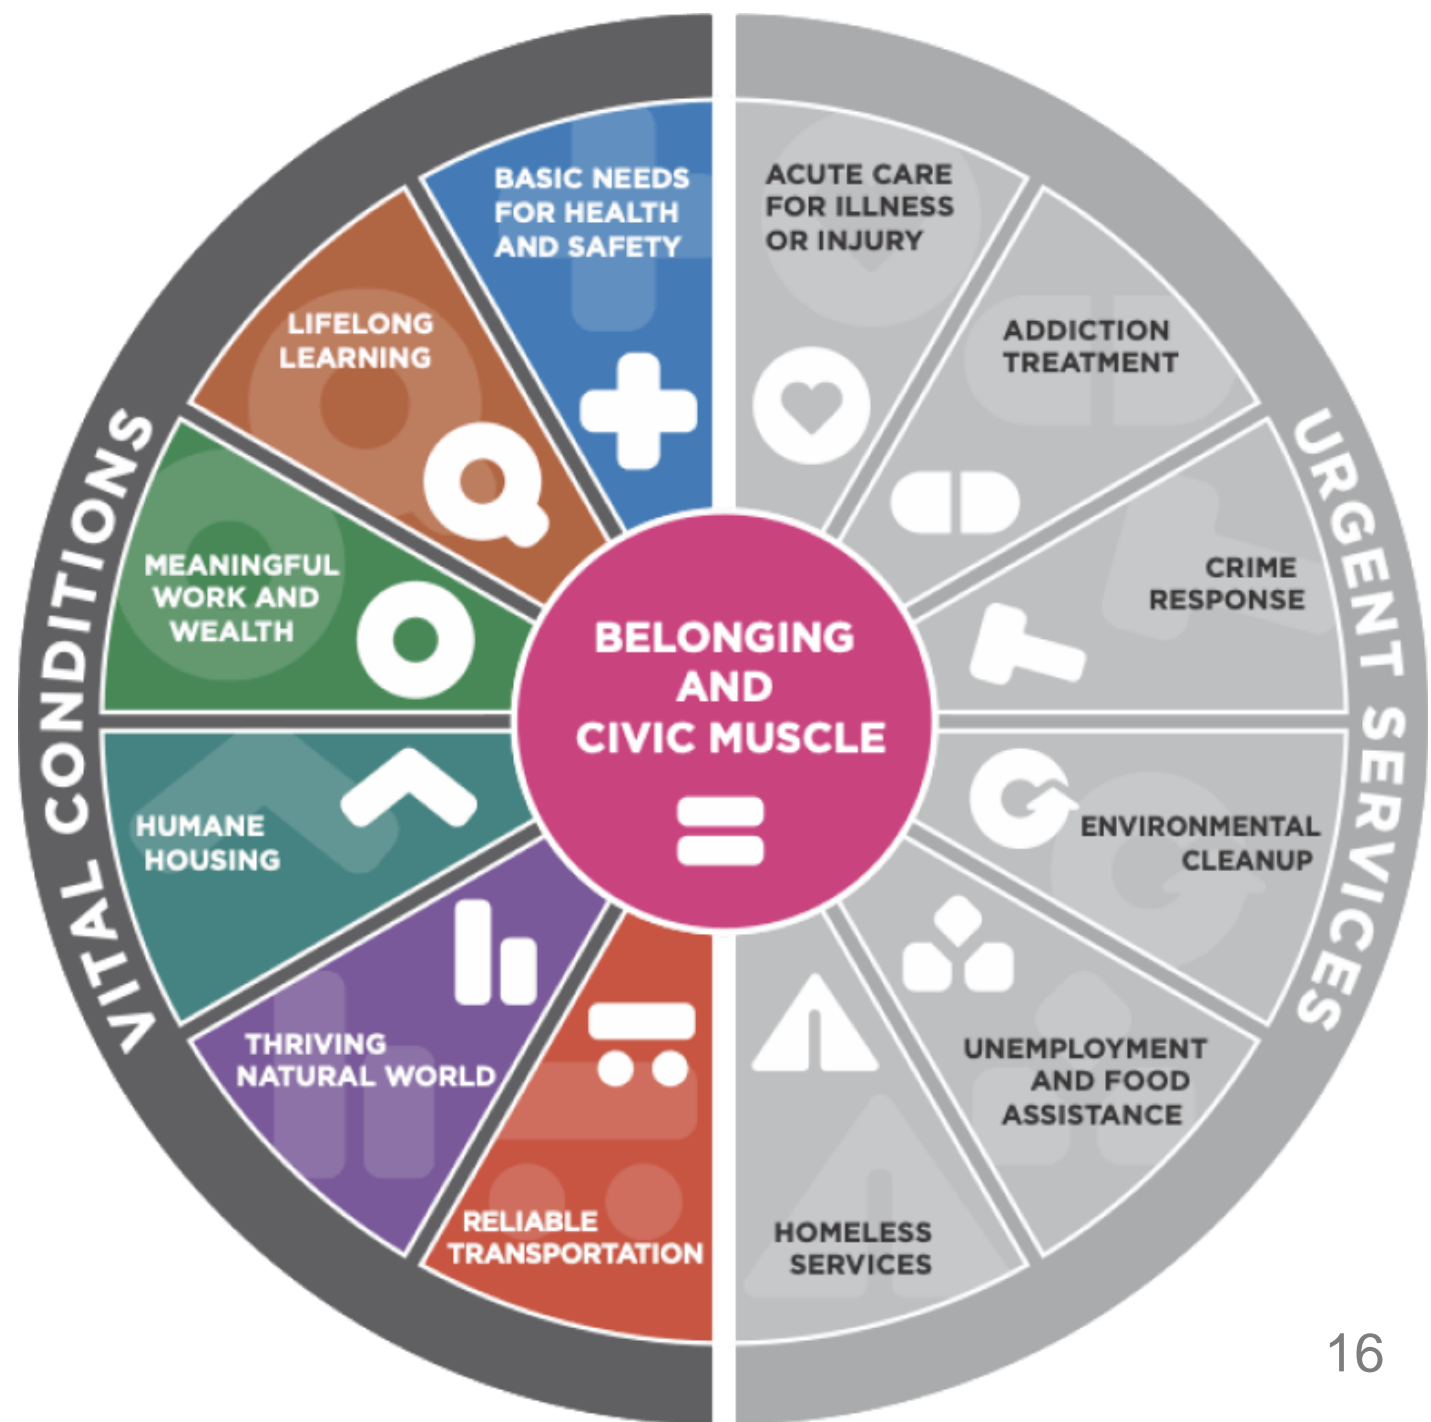 BASIC NEEDS
FOR HEALTH
AND SAFETY
LIFELONG
LEARNING
MEANINGFUL
WORK AND
WEALTH
HUMANE
HOUSING
THRIVING
NATURAL WORLD
RELIABLE
TRANSPORTATION
VITAL CONDITIONS
BELONGING
AND
CIVIC MUSCLE
ACUTE CARE
FOR ILLNESS
OR INJURY
ADDICTION
TREATMENT
CRIME
RESPONSE
ENVIRONMENTAL
CLEANUP
UNEMPLOYMENT
AND FOOD
ASSISTANCE
HOMELESS
SERVICES
URGENT SERVICES
16